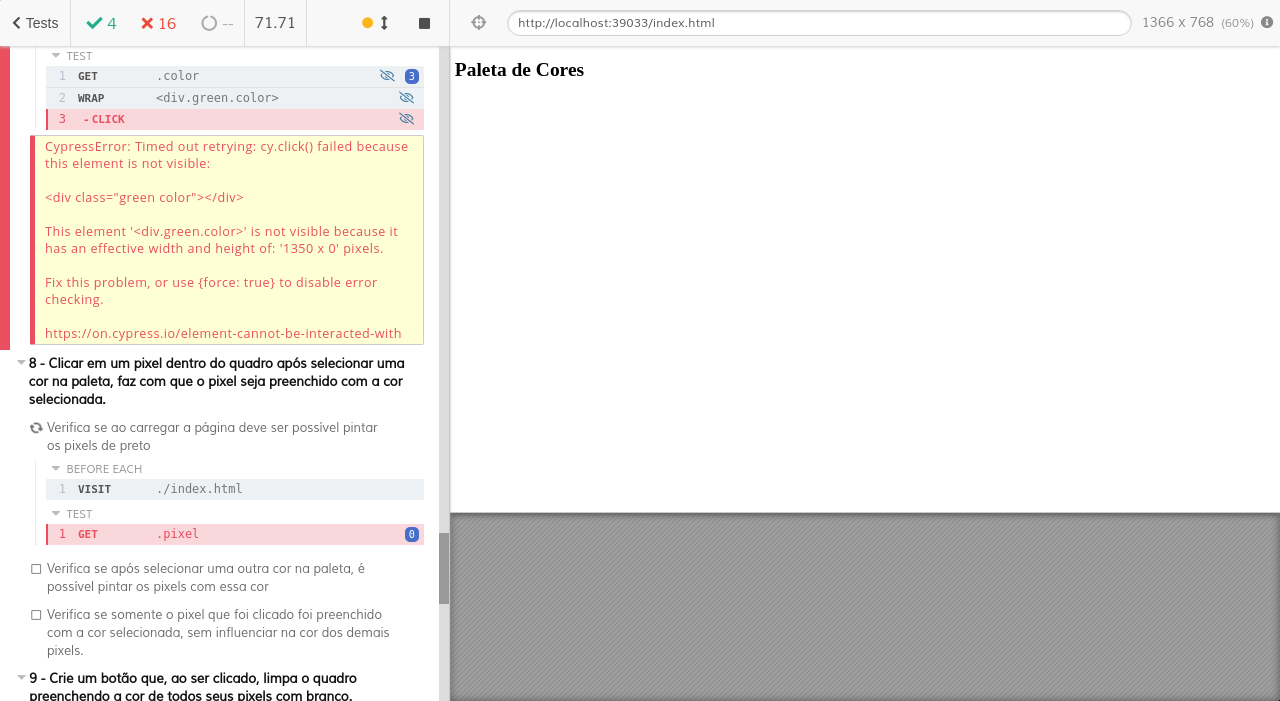 Tests 4 16 -- 71.71 http://localhost:39033/index.html 1366 x 768 (60%)
TEST
1 GET .color 3
2 WRAP <div.green.color>
3 -CLICK
CypressError: Timed out retrying: cy.click() failed because
this element is not visible:
<div class="green color"></div>
This element '<div.green.color>' is not visible because it
has an effective width and height of: '1350 x 0' pixels.
Fix this problem, or use {force: true} to disable error
checking.
https://on.cypress.io/element-cannot-be-interacted-with
8 - Clicar em um pixel dentro do quadro após selecionar uma
cor na paleta, faz com que o pixel seja preenchido com a cor
selecionada.
Verifica se ao carregar a página deve ser possível pintar
os pixels de preto
BEFORE EACH
1 VISIT ./index.html
TEST
1 GET .pixel 0
Verifica se após selecionar uma outra cor na paleta, é
possível pintar os pixels com essa cor
Verifica se somente o pixel que foi clicado foi preenchido
com a cor selecionada, sem influenciar na cor dos demais
pixels.
9 - Crie um botão que, ao ser clicado, limpa o quadro
preenchendo a cor de todos seus pixels com branco.
Paleta de Cores